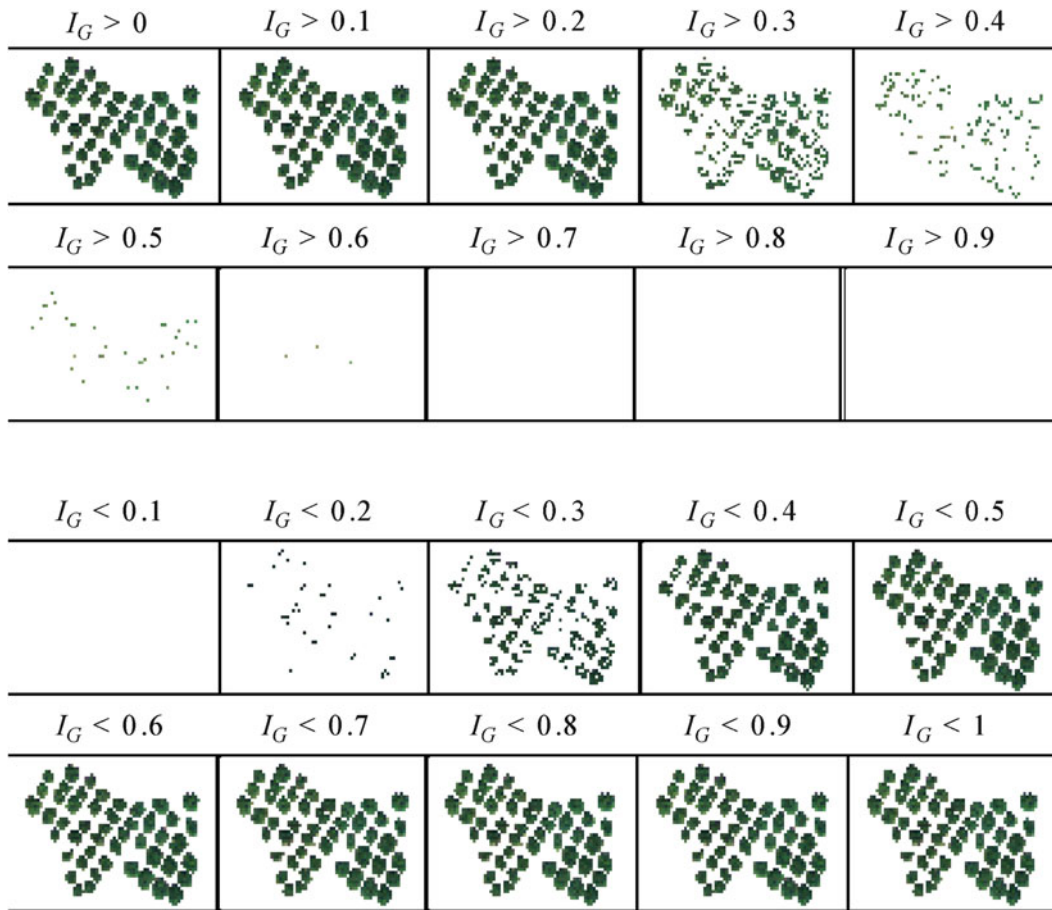 I_G > 0 I_G > 0.1 I_G > 0.2 I_G > 0.3 I_G > 0.4
I_G > 0.5 I_G > 0.6 I_G > 0.7 I_G > 0.8 I_G > 0.9
I_G < 0.1 I_G < 0.2 I_G < 0.3 I_G < 0.4 I_G < 0.5
I_G < 0.6 I_G < 0.7 I_G < 0.8 I_G < 0.9 I_G < 1